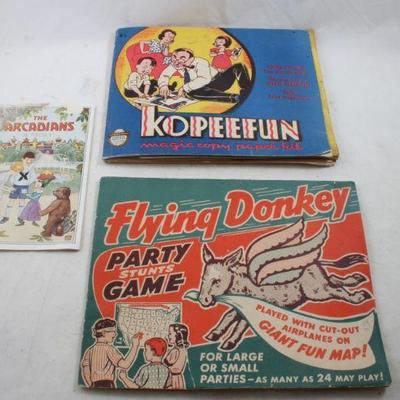 THE
ARCADIANS
KOPEEFUN
magic copy paper kit
Flying Donkey
PARTY
STUNTS
GAME
PLAYED WITH CUT-OUT
AIRPLANES ON
GIANT FUN MAP!
FOR LARGE
OR SMALL
PARTIES–AS MANY AS 24 MAY PLAY!